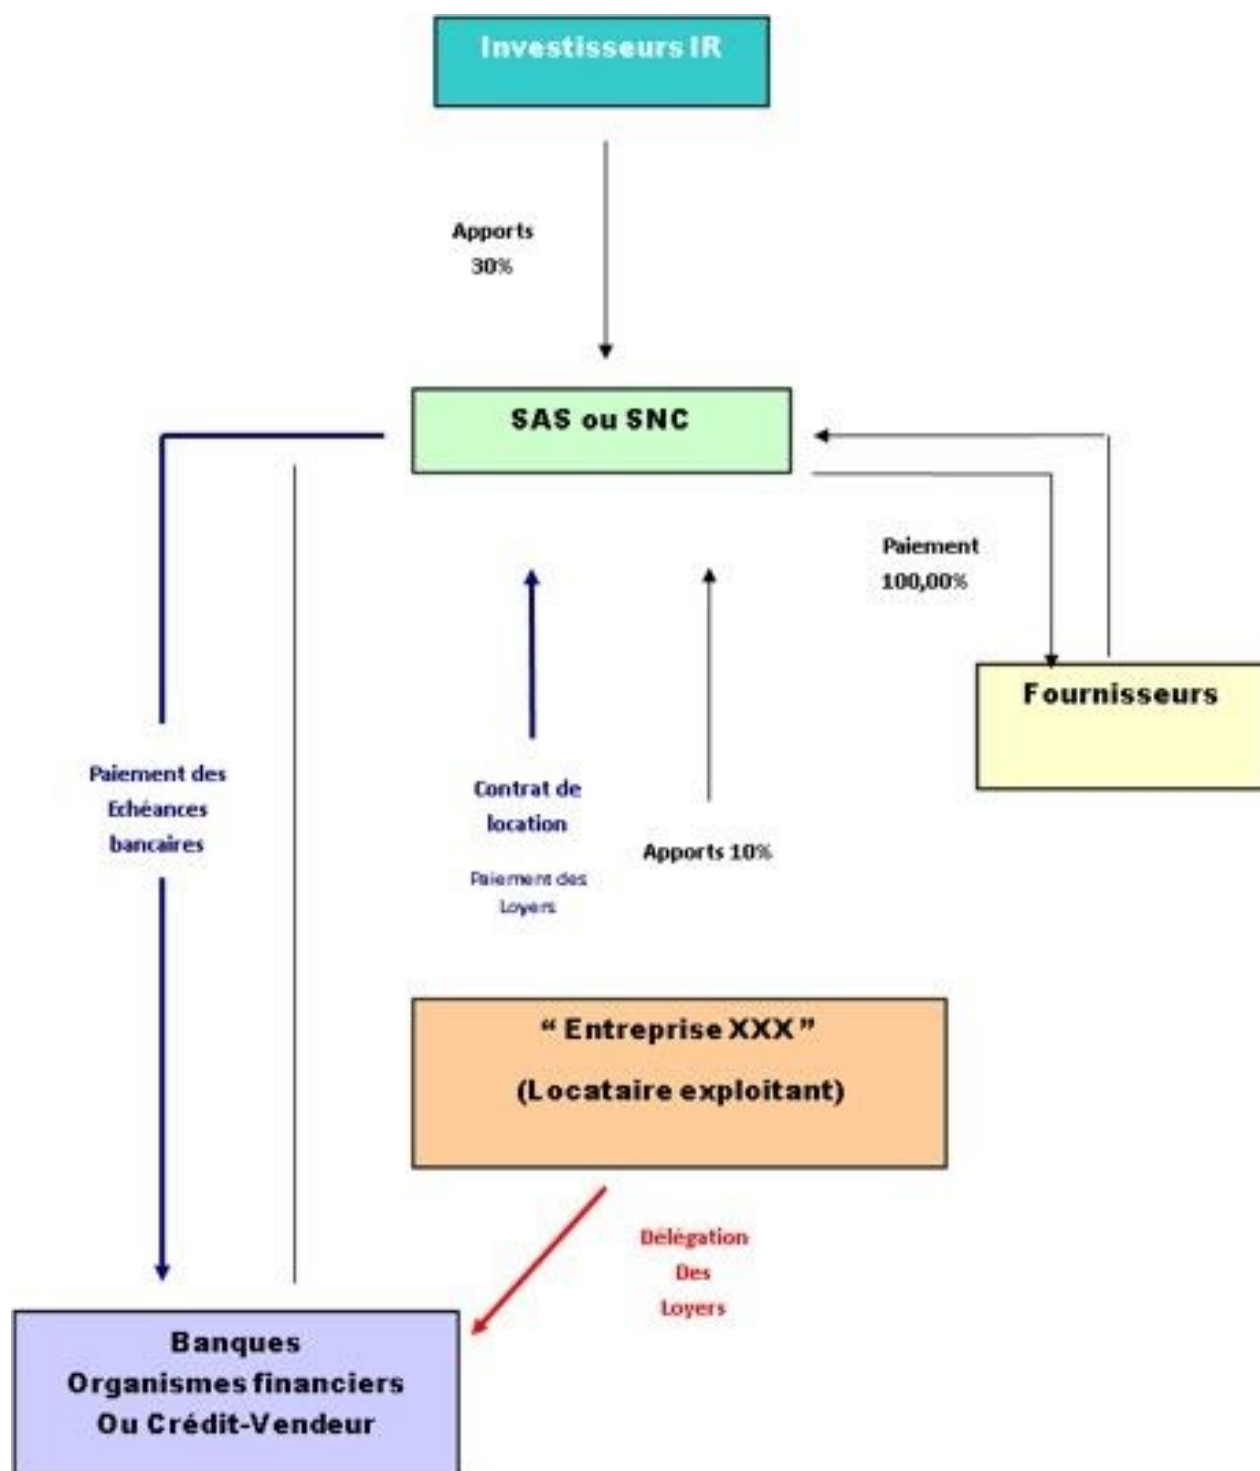 Investisseurs IR
Apports
30%
SAS ou SNC
Paiement
100,00%
Fournisseurs
Paiement des
Echéances
bancaires
Contrat de
location
Paiement des
Loyers
Apports 10%
“ Entreprise XXX ”
(Locataire exploitant)
Délégation
Des
Loyers
Banques
Organismes financiers
Ou Crédit-Vendeur